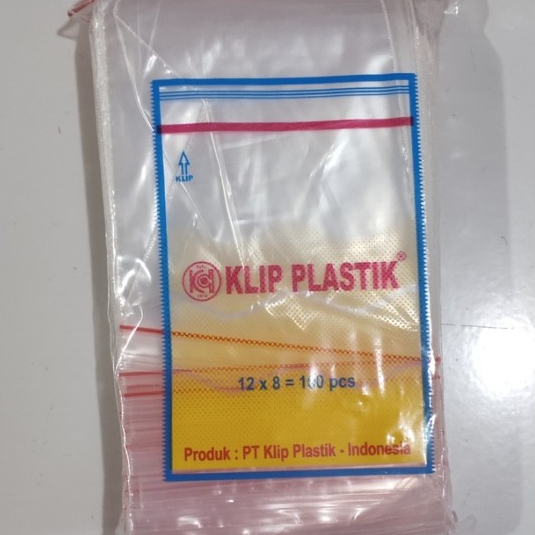 KLIP
KLIP PLASTIK®
12 x 8 = 100 pcs
Produk : PT Klip Plastik - Indonesia